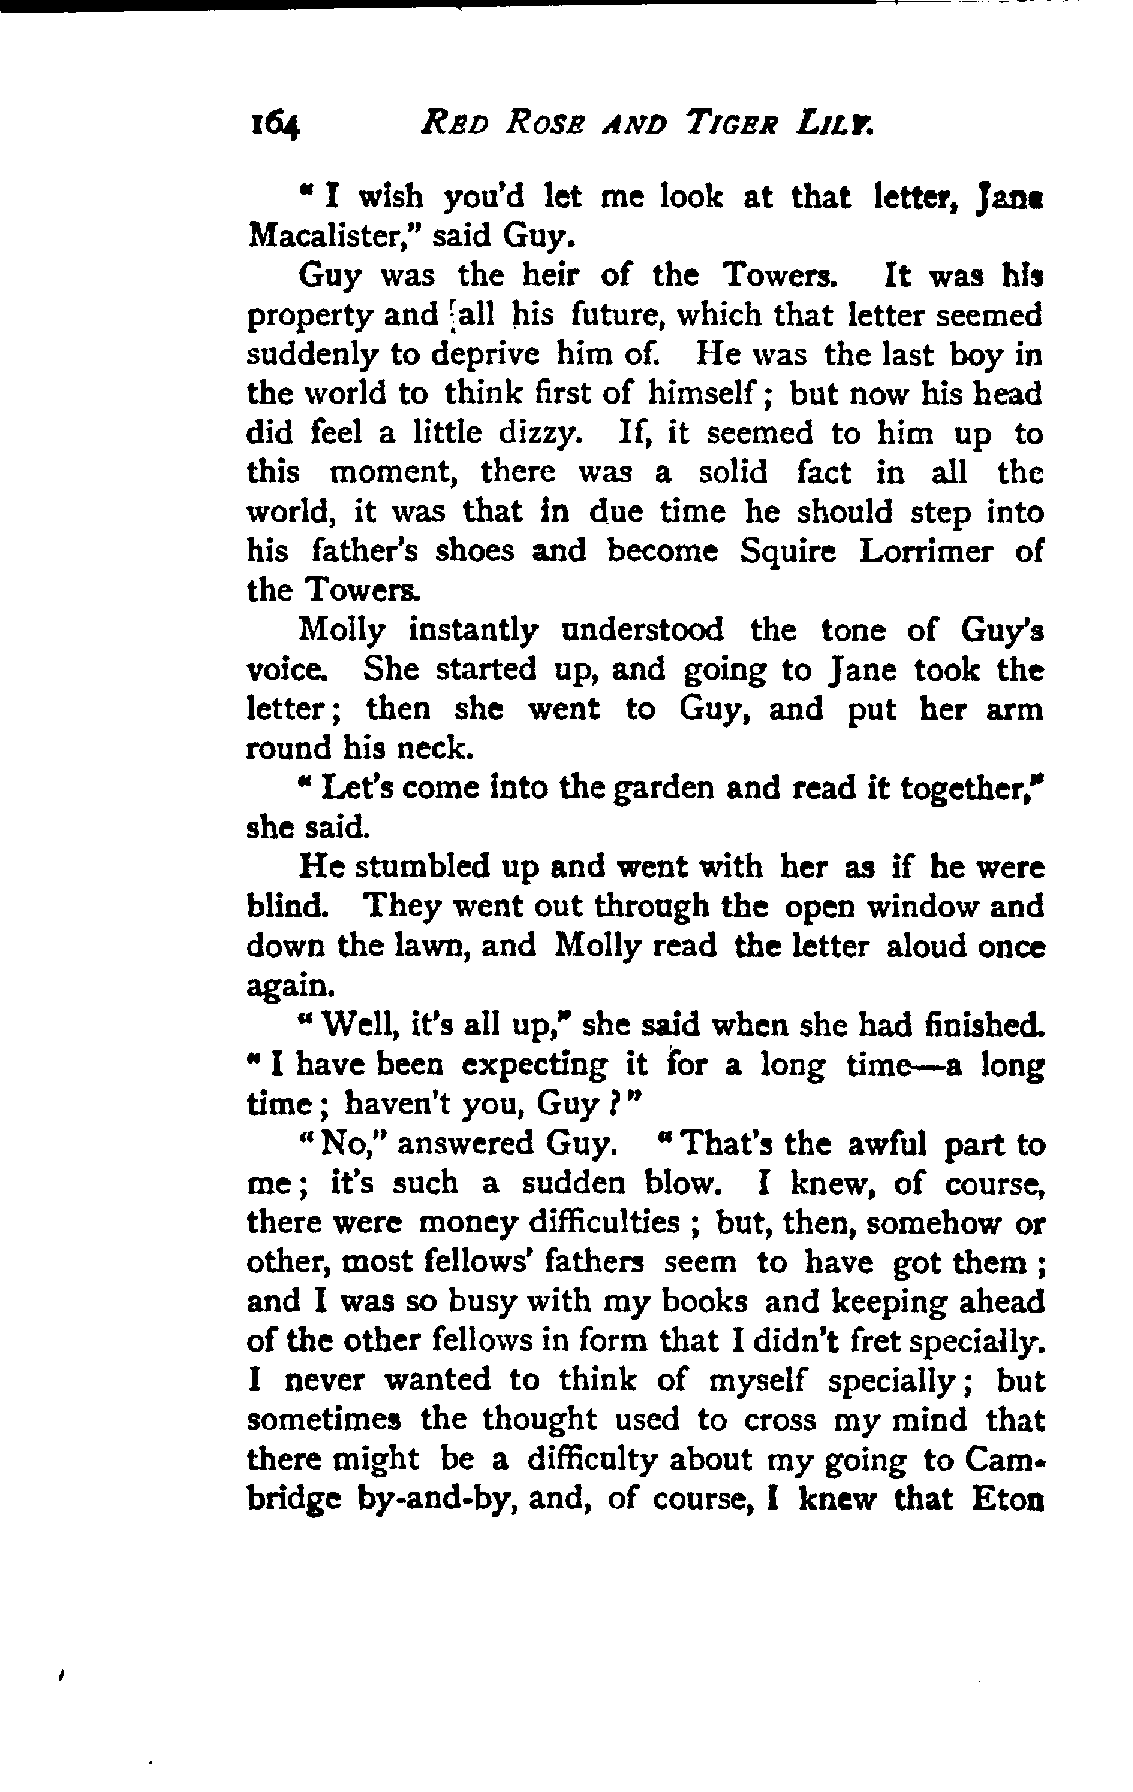 164 RED ROSE AND TIGER LILY.
" I wish you'd let me look at that letter, Jane
Macalister," said Guy.
Guy was the heir of the Towers. It was his
property and [all his future, which that letter seemed
suddenly to deprive him of. He was the last boy in
the world to think first of himself; but now his head
did feel a little dizzy. If, it seemed to him up to
this moment, there was a solid fact in all the
world, it was that in due time he should step into
his father's shoes and become Squire Lorrimer of
the Towers.
Molly instantly understood the tone of Guy's
voice. She started up, and going to Jane took the
letter; then she went to Guy, and put her arm
round his neck.
" Let's come into the garden and read it together,"
she said.
He stumbled up and went with her as if he were
blind. They went out through the open window and
down the lawn, and Molly read the letter aloud once
again.
" Well, it's all up," she said when she had finished.
" I have been expecting it for a long time—a long
time; haven't you, Guy?"
" No," answered Guy. " That's the awful part to
me; it's such a sudden blow. I knew, of course,
there were money difficulties; but, then, somehow or
other, most fellows' fathers seem to have got them;
and I was so busy with my books and keeping ahead
of the other fellows in form that I didn't fret specially.
I never wanted to think of myself specially; but
sometimes the thought used to cross my mind that
there might be a difficulty about my going to Cam-
bridge by-and-by, and, of course, I knew that Eton